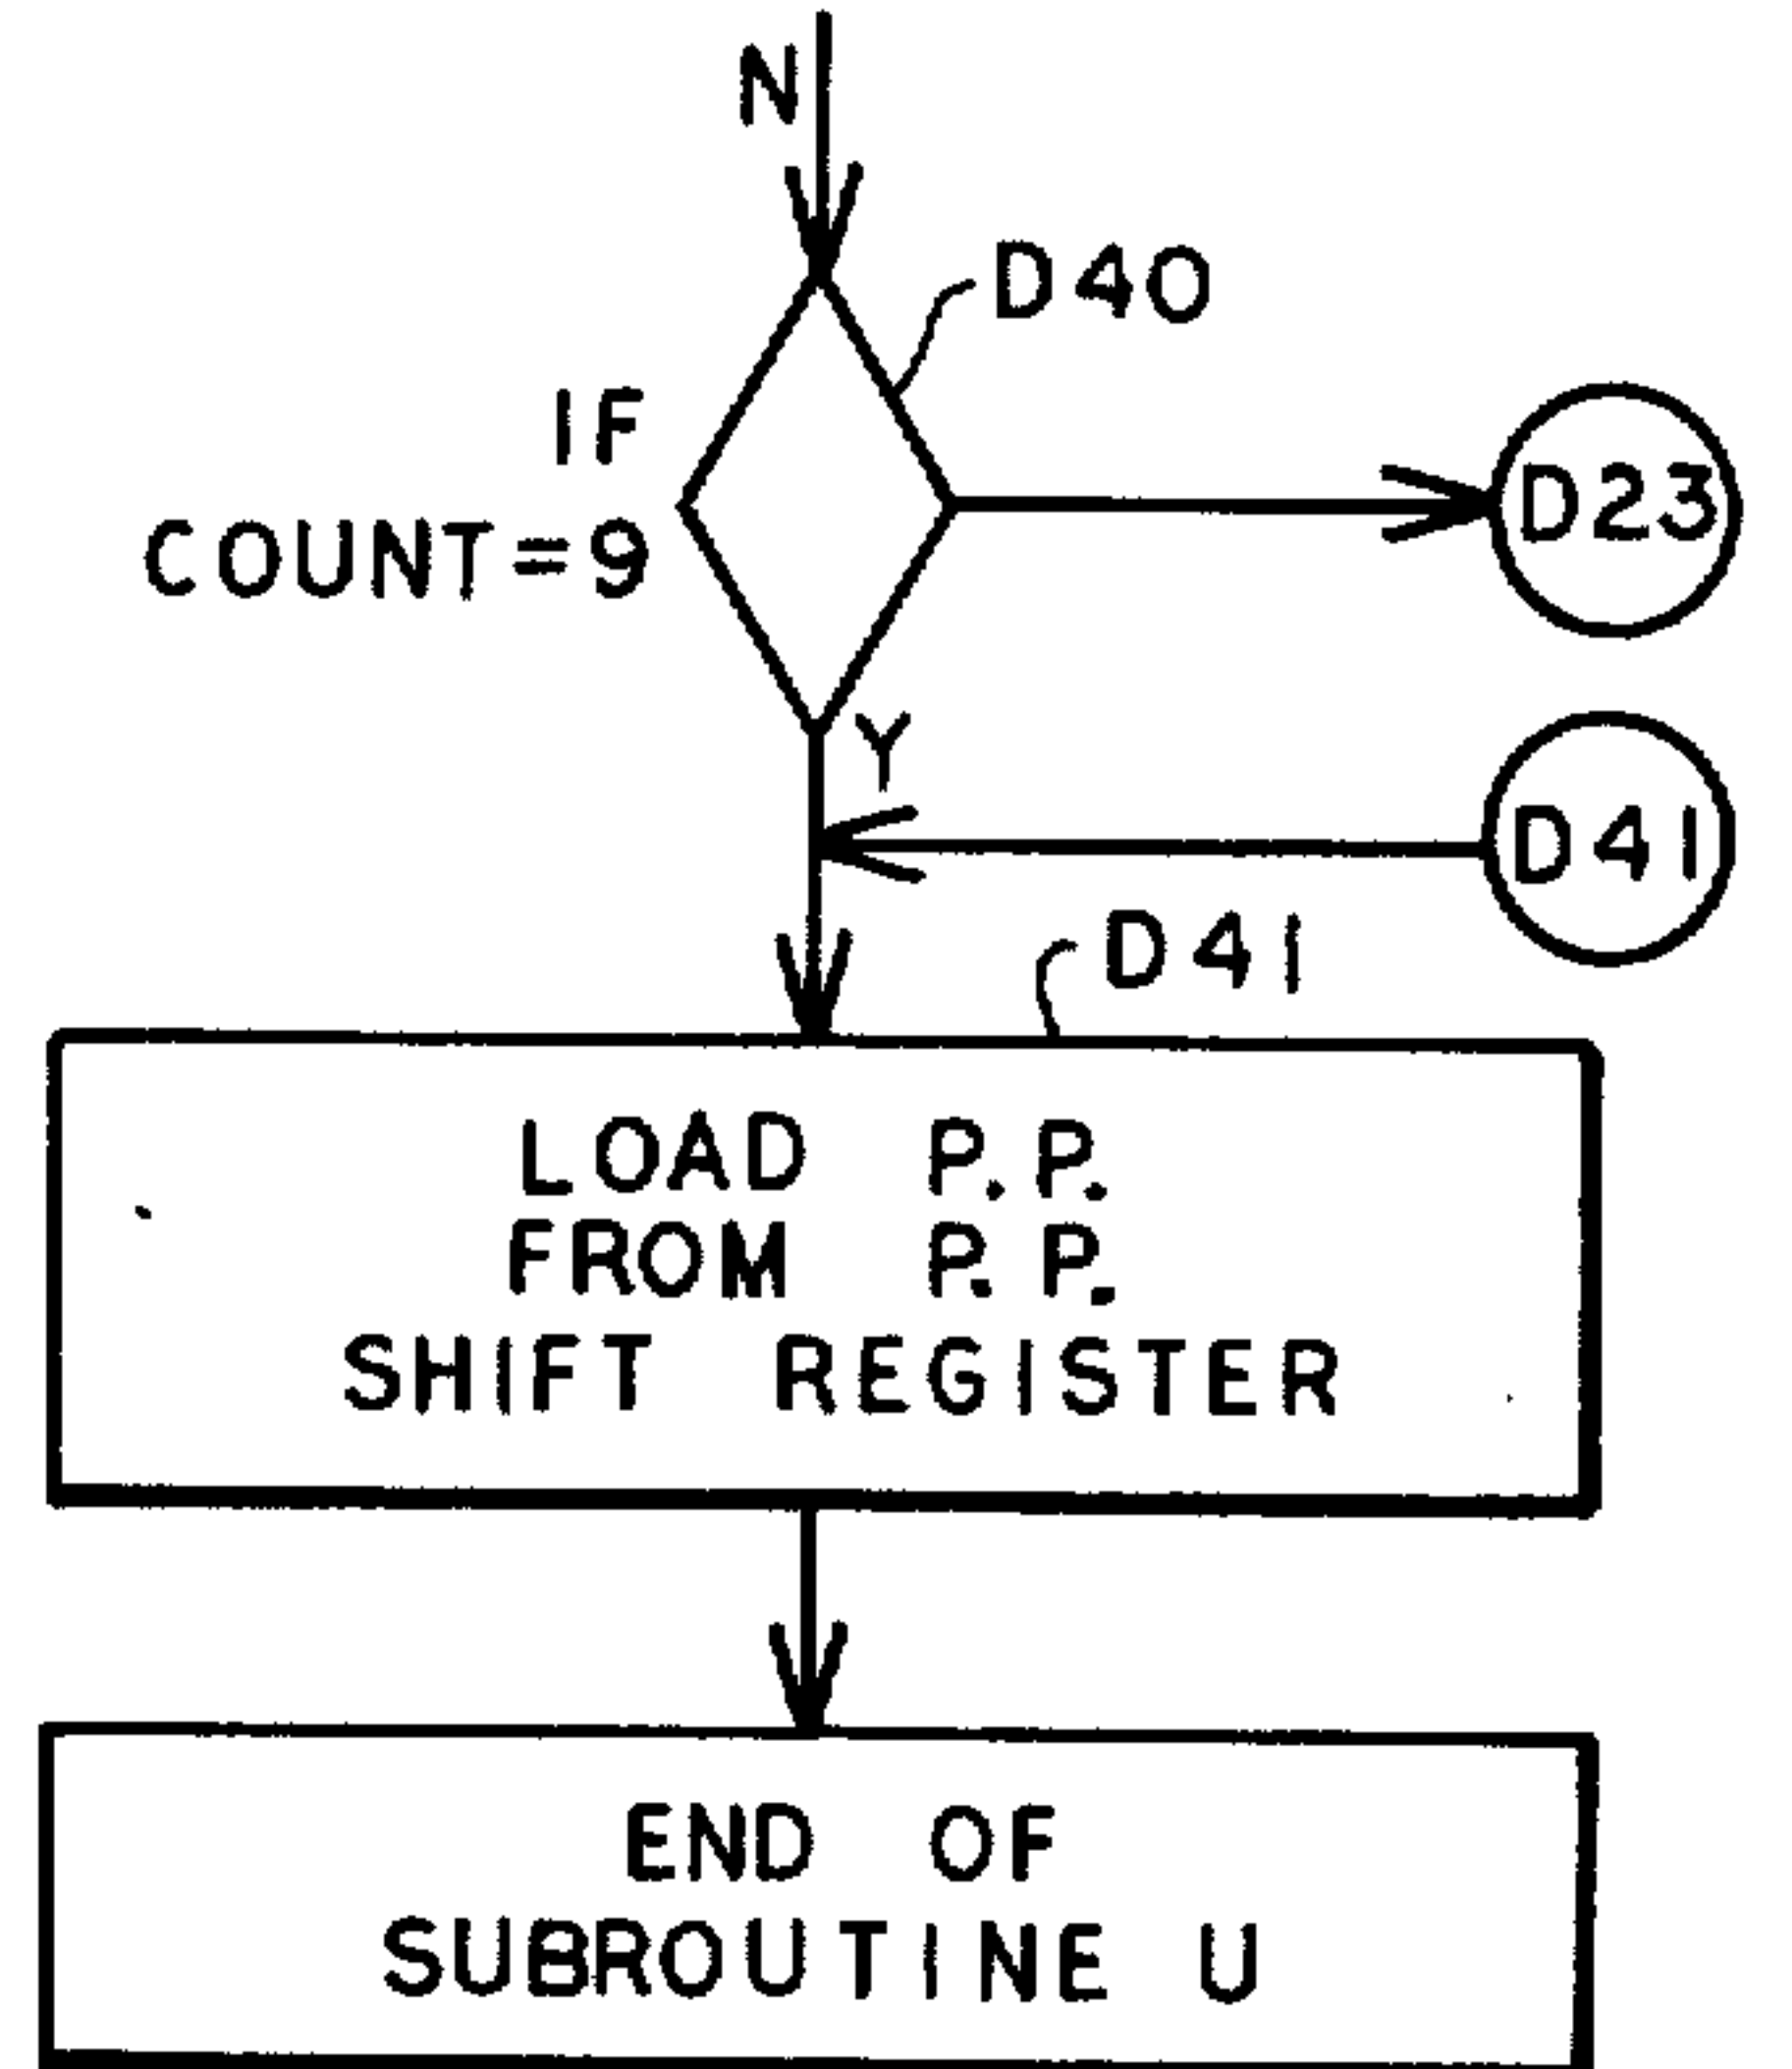 N
D40
IF
COUNT=9
D23
Y
D41
D41
LOAD P.P.
FROM P.P.
SHIFT REGISTER
END OF
SUBROUTINE U